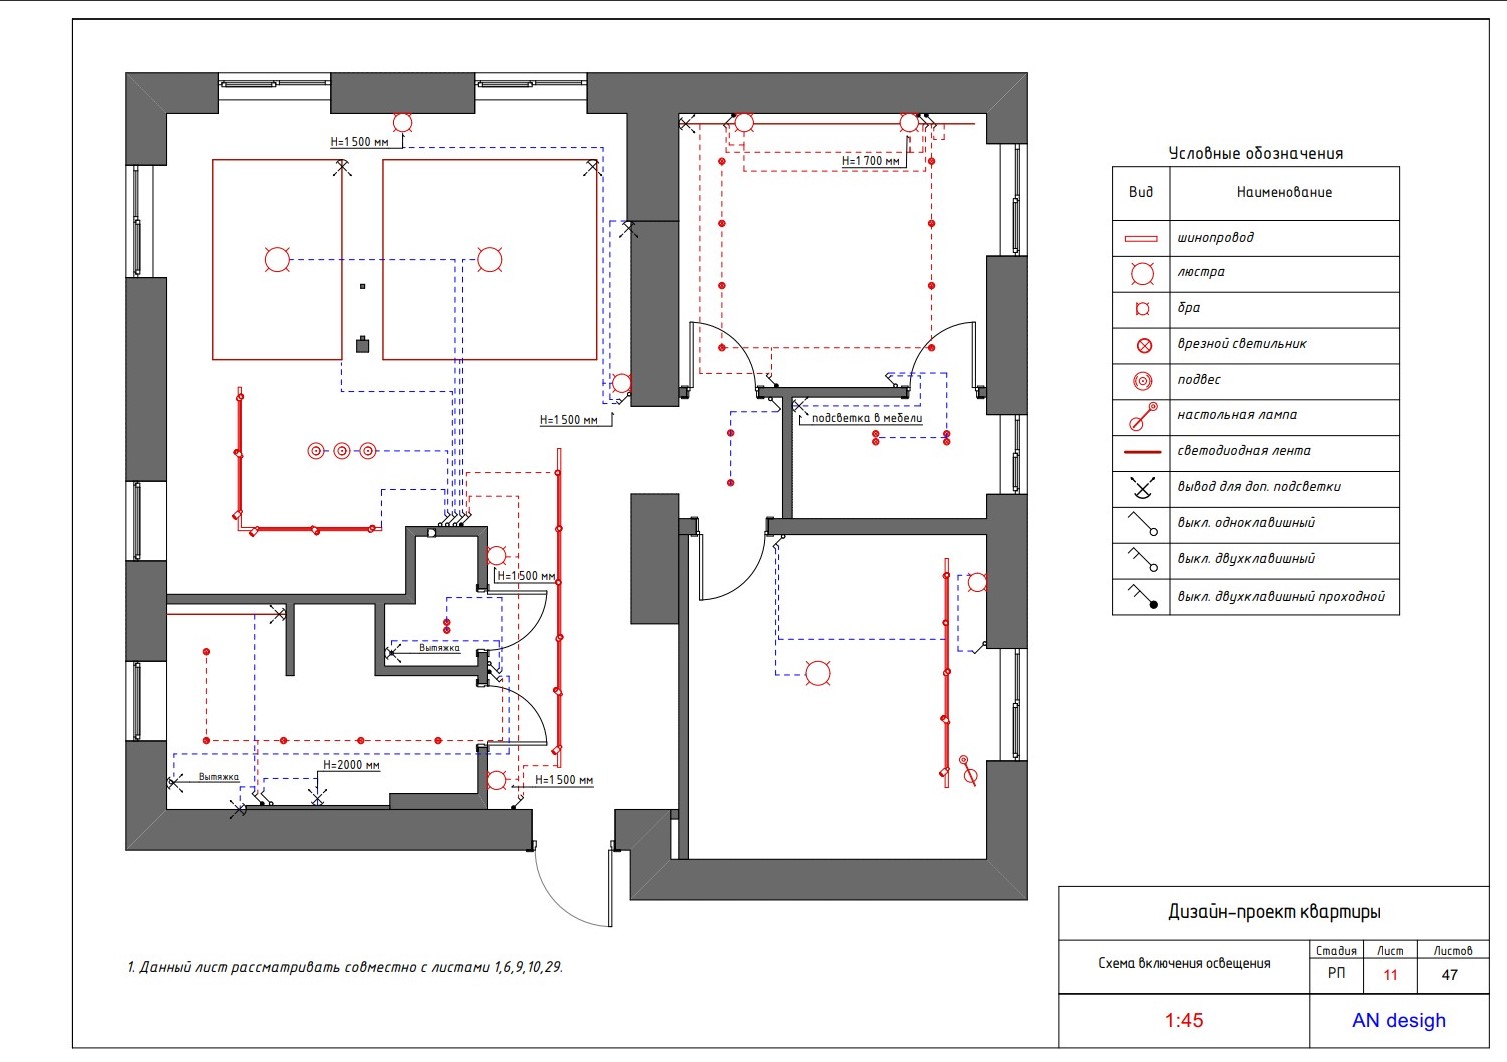 H=1500 мм
H=1700 мм
H=1500 мм
подсветка в мебели
H=1500 мм
Вытяжка
H=2000 мм
Вытяжка
H=1500 мм
Условные обозначения
Вид Наименование
шинопровод
люстра
бра
врезной светильник
подвес
настольная лампа
светодиодная лента
вывод для доп. подсветки
выкл. одноклавишный
выкл. двухклавишный
выкл. двухклавишный проходной
1. Данный лист рассматривать совместно с листами 1,6,9,10,29.
Дизайн-проект квартиры
Схема включения освещения
Стадия Лист Листов
РП 11 47
1:45
AN desigh